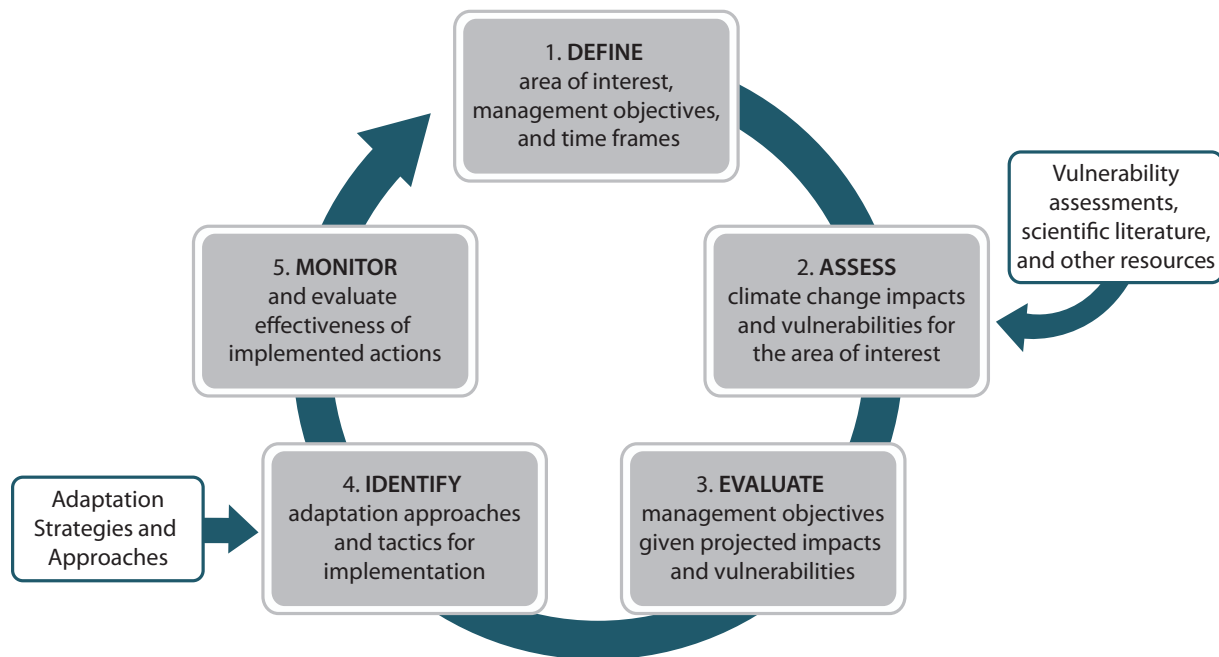 1. DEFINE
area of interest,
management objectives,
and time frames
Vulnerability
assessments,
scientific literature,
and other resources
2. ASSESS
climate change impacts
and vulnerabilities for
the area of interest
3. EVALUATE
management objectives
given projected impacts
and vulnerabilities
4. IDENTIFY
adaptation approaches
and tactics for
implementation
Adaptation
Strategies and
Approaches
5. MONITOR
and evaluate
effectiveness of
implemented actions